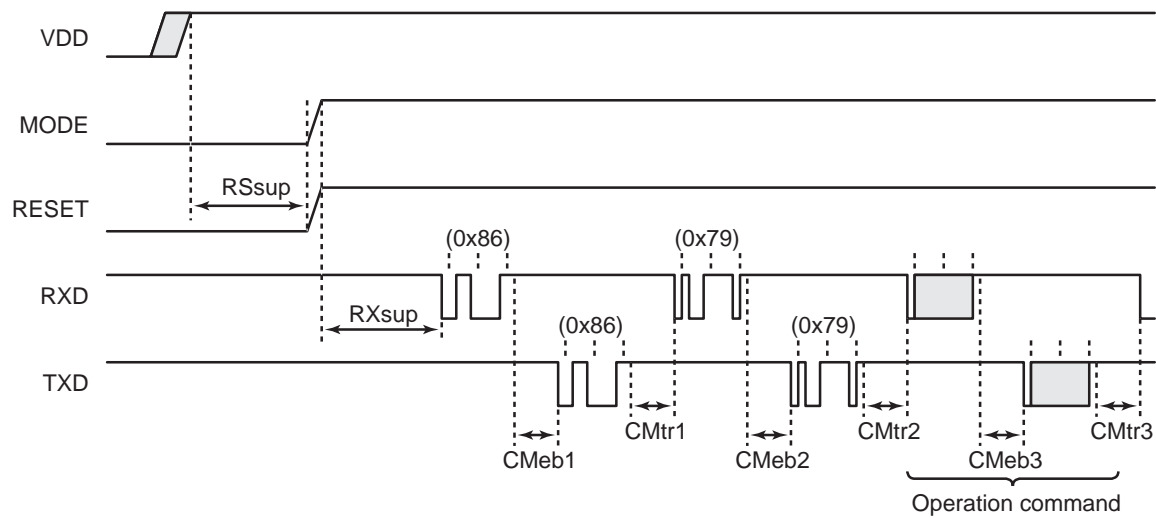 VDD
MODE
RSsup
RESET
(0x86) (0x79)
RXD
RXsup
(0x86) (0x79)
TXD
CMtr1 CMtr2 CMtr3
CMeb1 CMeb2 CMeb3
Operation command